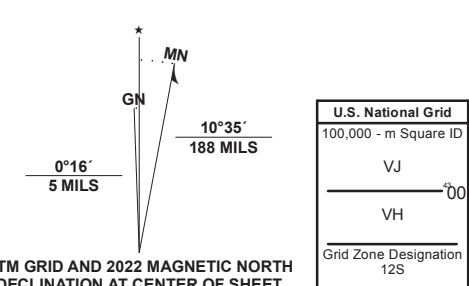 ★
MN
GN
10°35´
188 MILS
0°16´
5 MILS
TM GRID AND 2022 MAGNETIC NORTH
DECLINATION AT CENTER OF SHEET
U.S. National Grid
100,000 - m Square ID
VJ
4300
VH
Grid Zone Designation
12S